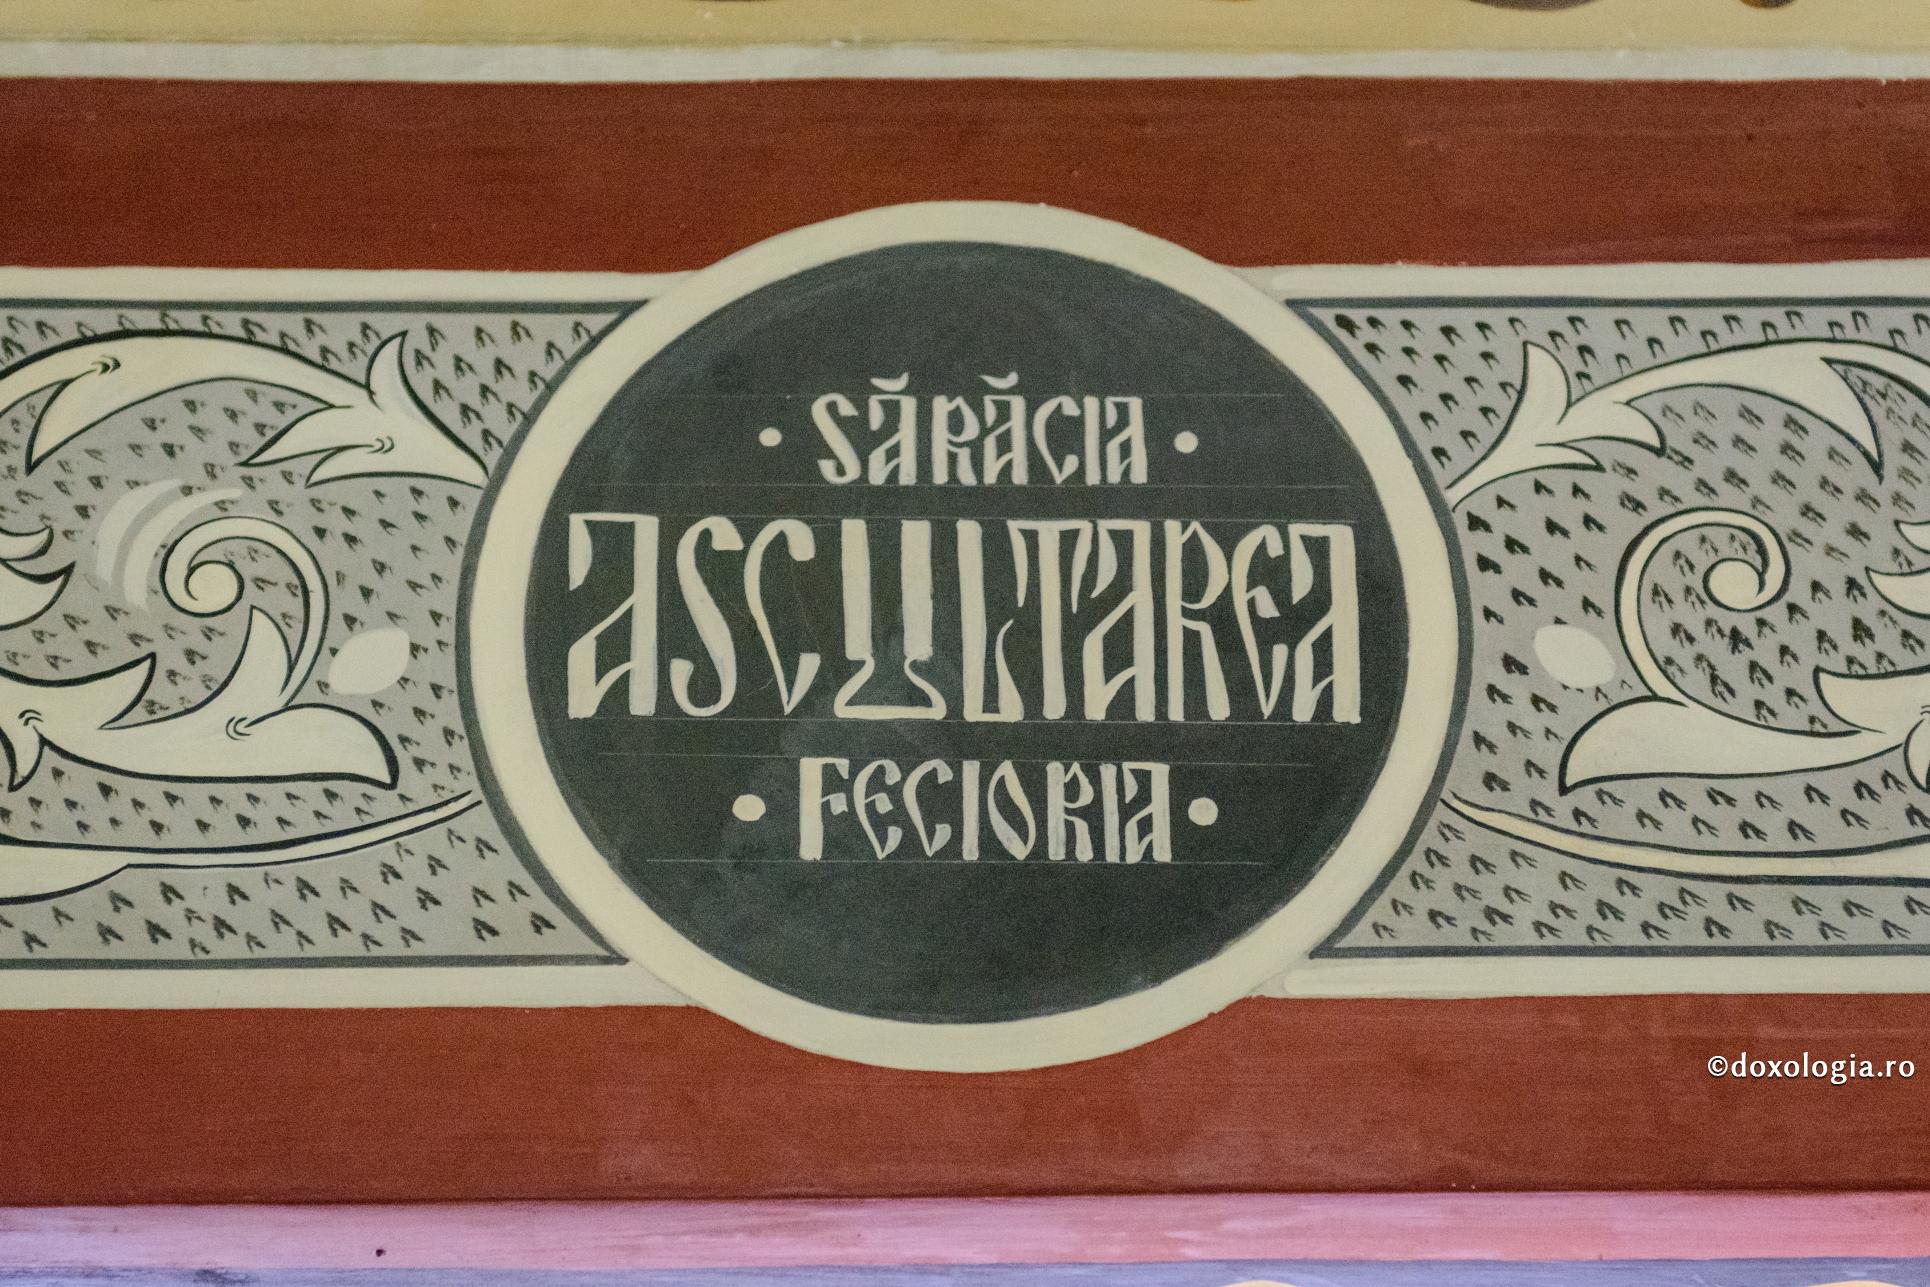 • SĂRĂCIA •
ASCULTAREA
• FECIORIA •
©doxologia.ro